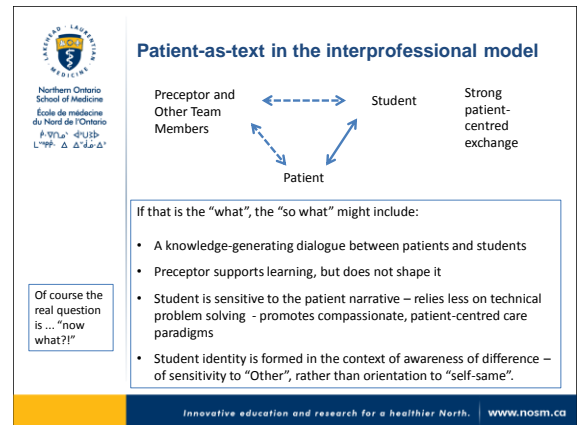 LAKEHEAD · LAURENTIAN
· MEDICINE ·
Northern Ontario
School of Medicine
École de médecine
du Nord de l'Ontario
Patient-as-text in the interprofessional model
Preceptor and
Other Team
Members
Student
Strong
patient-
centred
exchange
Patient
If that is the "what", the "so what" might include:
• A knowledge-generating dialogue between patients and students
• Preceptor supports learning, but does not shape it
• Student is sensitive to the patient narrative – relies less on technical
problem solving - promotes compassionate, patient-centred care
paradigms
• Student identity is formed in the context of awareness of difference –
of sensitivity to "Other", rather than orientation to "self-same".
Of course the
real question
is ... "now
what?!"
Innovative education and research for a healthier North.
www.nosm.ca